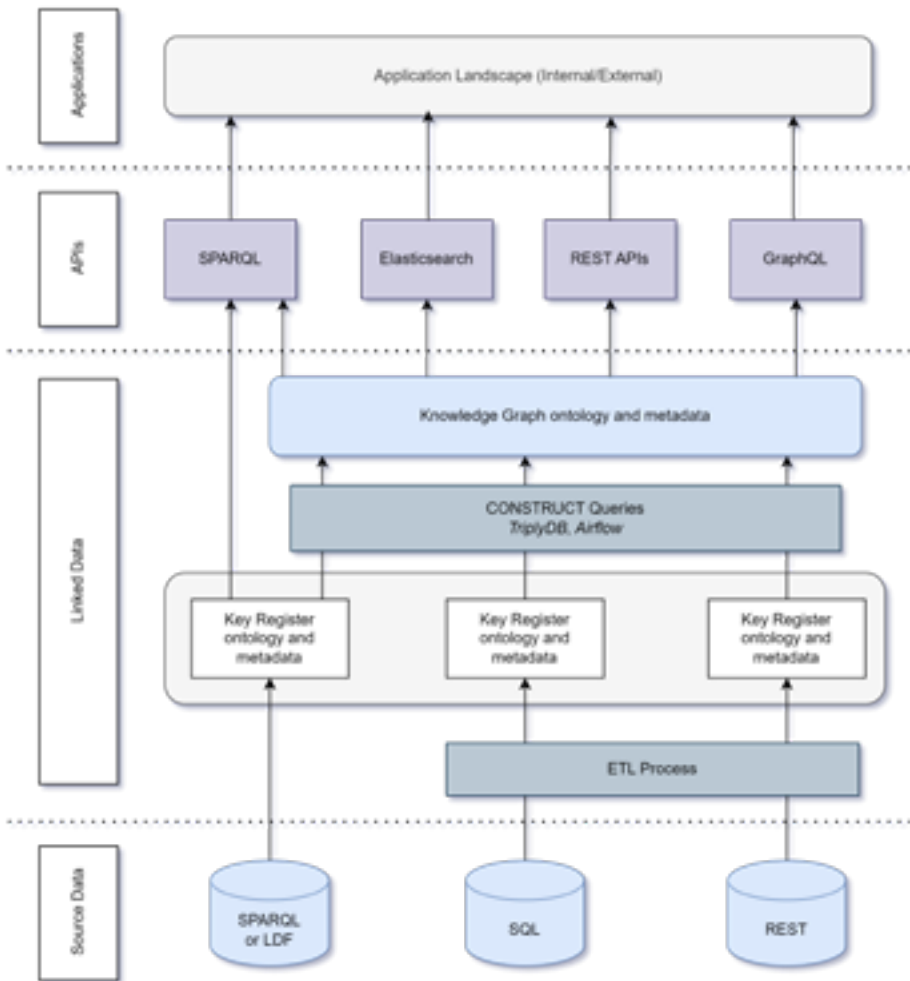 Applications
Application Landscape (Internal/External)
APIs
SPARQL
Elasticsearch
REST APIs
GraphQL
Linked Data
Knowledge Graph ontology and metadata
CONSTRUCT Queries
TriplyDB, Airflow
Key Register
ontology and
metadata
Key Register
ontology and
metadata
Key Register
ontology and
metadata
ETL Process
Source Data
SPARQL
or LDF
SQL
REST